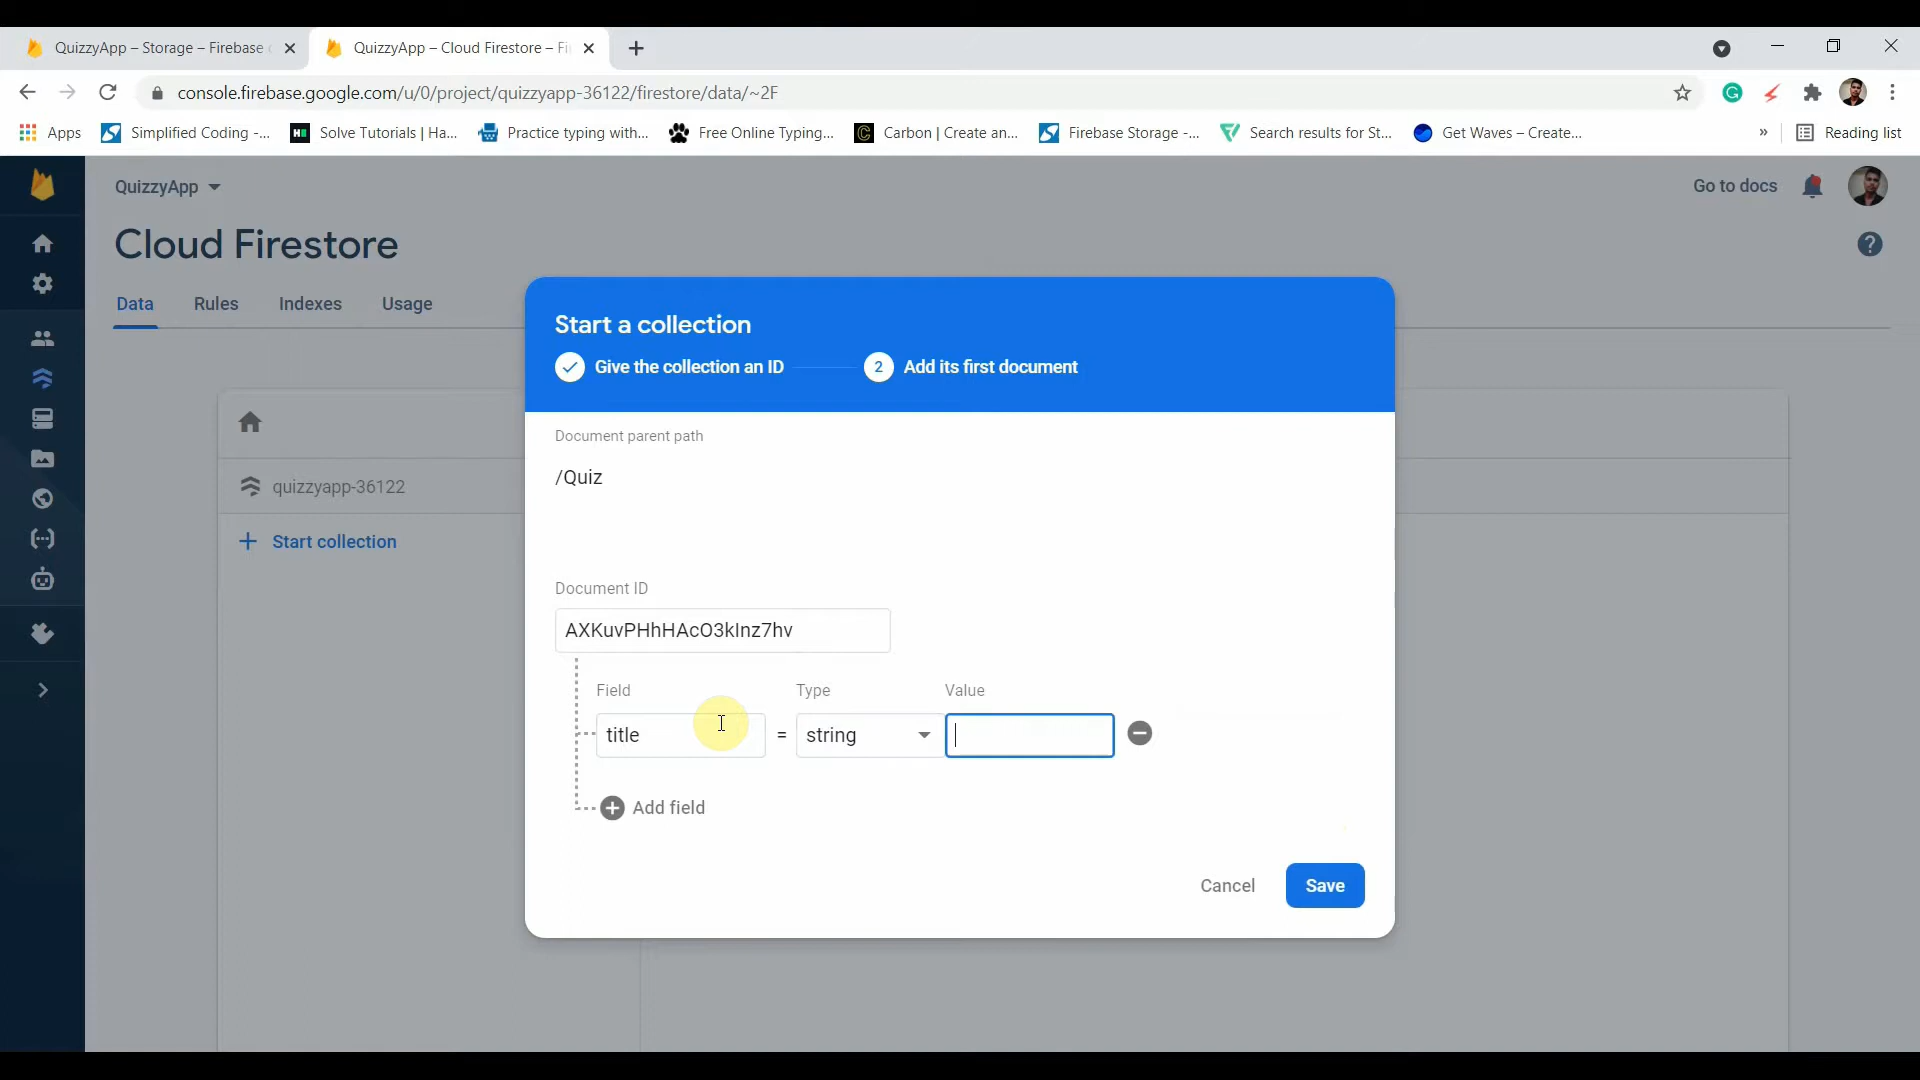 QuizzyApp – Storage – Firebase
QuizzyApp – Cloud Firestore – Fi
console.firebase.google.com/u/0/project/quizzyapp-36122/firestore/data/~2F
Apps
Simplified Coding -...
Solve Tutorials | Ha...
Practice typing with...
Free Online Typing...
Carbon | Create an...
Firebase Storage -...
Search results for St...
Get Waves – Create...
»
Reading list
QuizzyApp
Go to docs
Cloud Firestore
Data
Rules
Indexes
Usage
Start a collection
Give the collection an ID
2 Add its first document
Document parent path
/Quiz
quizzyapp-36122
Start collection
Document ID
AXKuvPHhHAcO3kInz7hv
Field
Type
Value
title
=
string
Add field
Cancel
Save